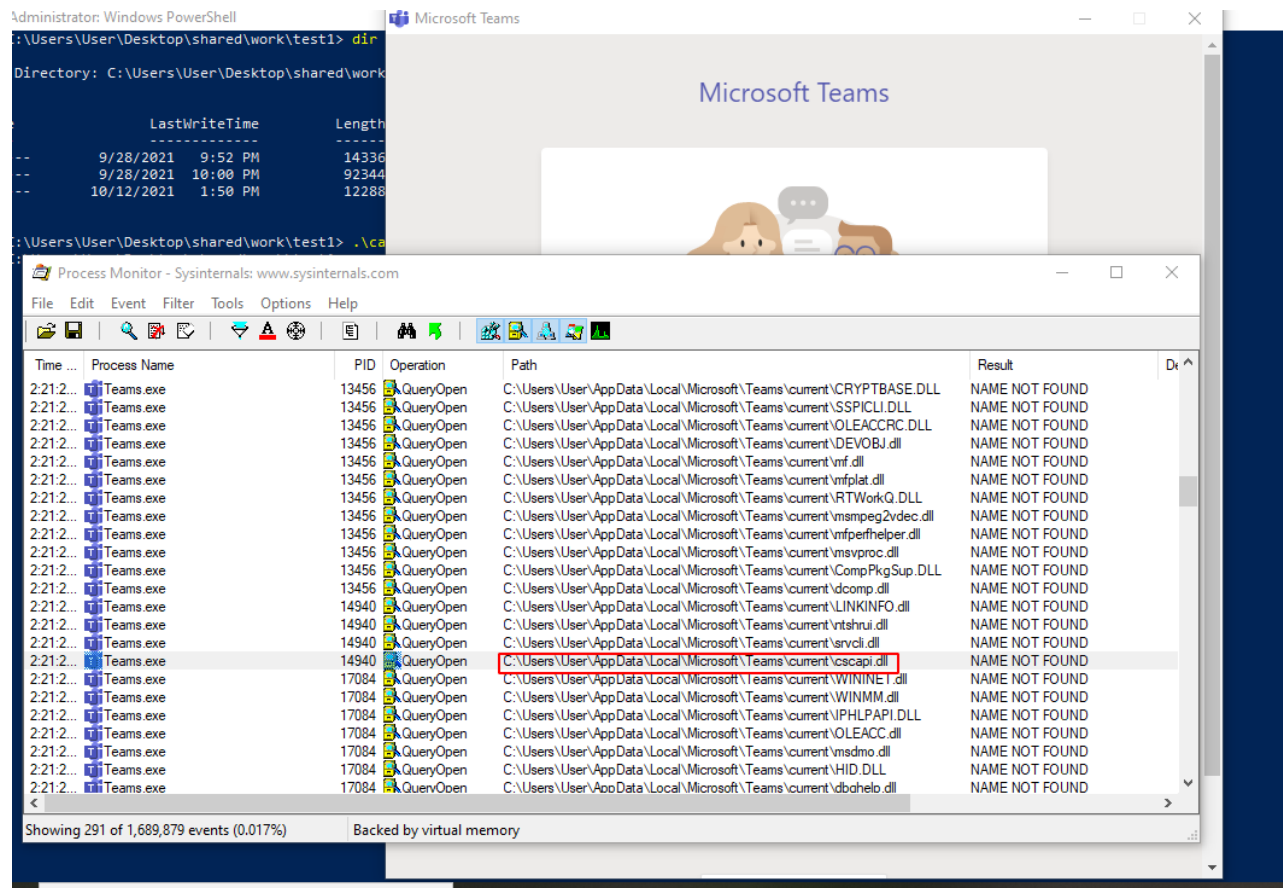 Administrator: Windows PowerShell
:\Users\User\Desktop\shared\work\test1> dir
Directory: C:\Users\User\Desktop\shared\work
LastWriteTime Length
------------- ------
-- 9/28/2021 9:52 PM 14336
-- 9/28/2021 10:00 PM 92344
-- 10/12/2021 1:50 PM 12288
:\Users\User\Desktop\shared\work\test1> .\ca
Microsoft Teams
Microsoft Teams
Process Monitor - Sysinternals: www.sysinternals.com
File Edit Event Filter Tools Options Help
Time ... Process Name PID Operation Path Result De
2:21:2... Teams.exe 13456 QueryOpen C:\Users\User\AppData\Local\Microsoft\Teams\current\CRYPTBASE.DLL NAME NOT FOUND
2:21:2... Teams.exe 13456 QueryOpen C:\Users\User\AppData\Local\Microsoft\Teams\current\SSPICLI.DLL NAME NOT FOUND
2:21:2... Teams.exe 13456 QueryOpen C:\Users\User\AppData\Local\Microsoft\Teams\current\OLEACCRC.DLL NAME NOT FOUND
2:21:2... Teams.exe 13456 QueryOpen C:\Users\User\AppData\Local\Microsoft\Teams\current\DEVOBJ.dll NAME NOT FOUND
2:21:2... Teams.exe 13456 QueryOpen C:\Users\User\AppData\Local\Microsoft\Teams\current\mf.dll NAME NOT FOUND
2:21:2... Teams.exe 13456 QueryOpen C:\Users\User\AppData\Local\Microsoft\Teams\current\mfplat.dll NAME NOT FOUND
2:21:2... Teams.exe 13456 QueryOpen C:\Users\User\AppData\Local\Microsoft\Teams\current\RTWorkQ.DLL NAME NOT FOUND
2:21:2... Teams.exe 13456 QueryOpen C:\Users\User\AppData\Local\Microsoft\Teams\current\msmpeg2vdec.dll NAME NOT FOUND
2:21:2... Teams.exe 13456 QueryOpen C:\Users\User\AppData\Local\Microsoft\Teams\current\mfperfhelper.dll NAME NOT FOUND
2:21:2... Teams.exe 13456 QueryOpen C:\Users\User\AppData\Local\Microsoft\Teams\current\msvproc.dll NAME NOT FOUND
2:21:2... Teams.exe 13456 QueryOpen C:\Users\User\AppData\Local\Microsoft\Teams\current\CompPkgSup.DLL NAME NOT FOUND
2:21:2... Teams.exe 13456 QueryOpen C:\Users\User\AppData\Local\Microsoft\Teams\current\dcomp.dll NAME NOT FOUND
2:21:2... Teams.exe 14940 QueryOpen C:\Users\User\AppData\Local\Microsoft\Teams\current\LINKINFO.dll NAME NOT FOUND
2:21:2... Teams.exe 14940 QueryOpen C:\Users\User\AppData\Local\Microsoft\Teams\current\ntshrui.dll NAME NOT FOUND
2:21:2... Teams.exe 14940 QueryOpen C:\Users\User\AppData\Local\Microsoft\Teams\current\srvcli.dll NAME NOT FOUND
2:21:2... Teams.exe 14940 QueryOpen C:\Users\User\AppData\Local\Microsoft\Teams\current\cscapi.dll NAME NOT FOUND
2:21:2... Teams.exe 17084 QueryOpen C:\Users\User\AppData\Local\Microsoft\Teams\current\WININET.dll NAME NOT FOUND
2:21:2... Teams.exe 17084 QueryOpen C:\Users\User\AppData\Local\Microsoft\Teams\current\WINMM.dll NAME NOT FOUND
2:21:2... Teams.exe 17084 QueryOpen C:\Users\User\AppData\Local\Microsoft\Teams\current\IPHLPAPI.DLL NAME NOT FOUND
2:21:2... Teams.exe 17084 QueryOpen C:\Users\User\AppData\Local\Microsoft\Teams\current\OLEACC.dll NAME NOT FOUND
2:21:2... Teams.exe 17084 QueryOpen C:\Users\User\AppData\Local\Microsoft\Teams\current\msdmo.dll NAME NOT FOUND
2:21:2... Teams.exe 17084 QueryOpen C:\Users\User\AppData\Local\Microsoft\Teams\current\HID.DLL NAME NOT FOUND
2:21:2... Teams.exe 17084 QueryOpen C:\Users\User\AppData\Local\Microsoft\Teams\current\dbghelp.dll NAME NOT FOUND
Showing 291 of 1,689,879 events (0.017%) Backed by virtual memory